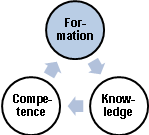 For-
mation
Compe-
tence
Know-
ledge